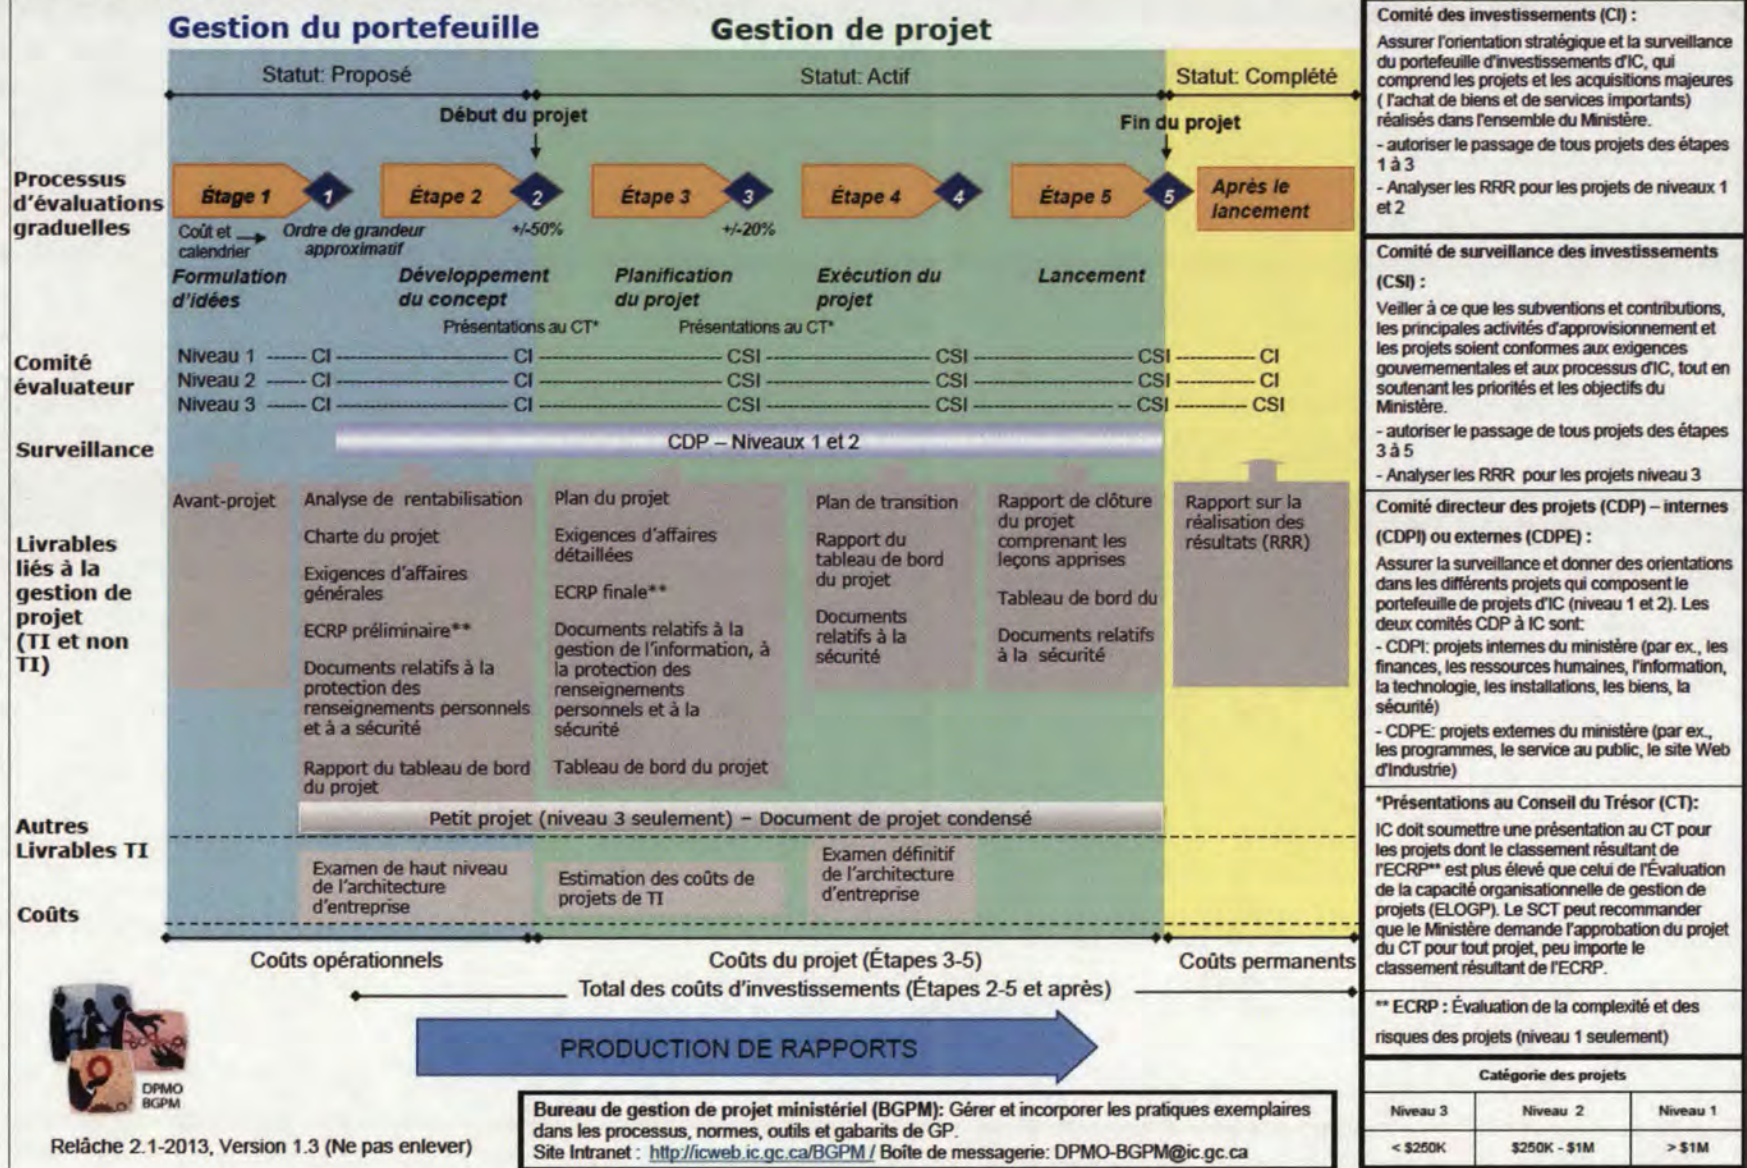 Gestion du portefeuille
Gestion de projet
Statut: Proposé
Statut: Actif
Statut: Complété
Début du projet
Fin du projet
Processus
d'évaluations
graduelles
Étage 1
1
Étape 2
2
Étape 3
3
Étape 4
4
Étape 5
5
Après le
lancement
Coût et
calendrier
Ordre de grandeur
approximatif
+/-50%
+/-20%
Formulation
d'idées
Développement
du concept
Planification
du projet
Exécution du
projet
Lancement
Présentations au CT*
Présentations au CT*
Comité
évaluateur
Niveau 1 ------ CI ------ CI ------ CSI ------ CSI ------ CSI ------ CI
Niveau 2 ------ CI ------ CI ------ CSI ------ CSI ------ CSI ------ CI
Niveau 3 ------ CI ------ CI ------ CSI ------ CSI ------ CSI ------ CSI
Surveillance
CDP – Niveaux 1 et 2
Livrables
liés à la
gestion de
projet
(TI et non
TI)
Avant-projet
Analyse de rentabilisation
Charte du projet
Exigences d'affaires
générales
ECRP préliminaire**
Documents relatifs à la
protection des
renseignements personnels
et à a sécurité
Rapport du tableau de bord
du projet
Plan du projet
Exigences d'affaires
détaillées
ECRP finale**
Documents relatifs à la
gestion de l'information, à
la protection des
renseignements
personnels et à la
sécurité
Tableau de bord du projet
Plan de transition
Rapport du
tableau de bord
du projet
Documents
relatifs à la
sécurité
Rapport de clôture
du projet
comprenant les
leçons apprises
Tableau de bord du
Documents relatifs
à la sécurité
Rapport sur la
réalisation des
résultats (RRR)
Petit projet (niveau 3 seulement) – Document de projet condensé
Autres
Livrables TI
Examen de haut niveau
de l'architecture
d'entreprise
Estimation des coûts de
projets de TI
Examen définitif
de l'architecture
d'entreprise
Coûts
Coûts opérationnels
Coûts du projet (Étapes 3-5)
Coûts permanents
Total des coûts d'investissements (Étapes 2-5 et après)
PRODUCTION DE RAPPORTS
DPMO
BGPM
Relâche 2.1-2013, Version 1.3 (Ne pas enlever)
Bureau de gestion de projet ministériel (BGPM): Gérer et incorporer les pratiques exemplaires
dans les processus, normes, outils et gabarits de GP.
Site Intranet : http://icweb.ic.gc.ca/BGPM / Boîte de messagerie: DPMO-BGPM@ic.gc.ca
Comité des investissements (CI) :
Assurer l'orientation stratégique et la surveillance
du portefeuille d'investissements d'IC, qui
comprend les projets et les acquisitions majeures
( l'achat de biens et de services importants)
réalisés dans l'ensemble du Ministère.
- autoriser le passage de tous projets des étapes
1 à 3
- Analyser les RRR pour les projets de niveaux 1
et 2
Comité de surveillance des investissements
(CSI) :
Veiller à ce que les subventions et contributions,
les principales activités d'approvisionnement et
les projets soient conformes aux exigences
gouvernementales et aux processus d'IC, tout en
soutenant les priorités et les objectifs du
Ministère.
- autoriser le passage de tous projets des étapes
3 à 5
- Analyser les RRR pour les projets niveau 3
Comité directeur des projets (CDP) – internes
(CDPI) ou externes (CDPE) :
Assurer la surveillance et donner des orientations
dans les différents projets qui composent le
portefeuille de projets d'IC (niveau 1 et 2). Les
deux comités CDP à IC sont:
- CDPI: projets internes du ministère (par ex., les
finances, les ressources humaines, l'information,
la technologie, les installations, les biens, la
sécurité)
- CDPE: projets externes du ministère (par ex.,
les programmes, le service au public, le site Web
d'Industrie)
*Présentations au Conseil du Trésor (CT):
IC doit soumettre une présentation au CT pour
les projets dont le classement résultant de
l'ECRP** est plus élevé que celui de l'Évaluation
de la capacité organisationnelle de gestion de
projets (ELOGP). Le SCT peut recommander
que le Ministère demande l'approbation du projet
du CT pour tout projet, peu importe le
classement résultant de l'ECRP.
** ECRP : Évaluation de la complexité et des
risques des projets (niveau 1 seulement)
Catégorie des projets
Niveau 3 Niveau 2 Niveau 1
< $250K $250K - $1M > $1M